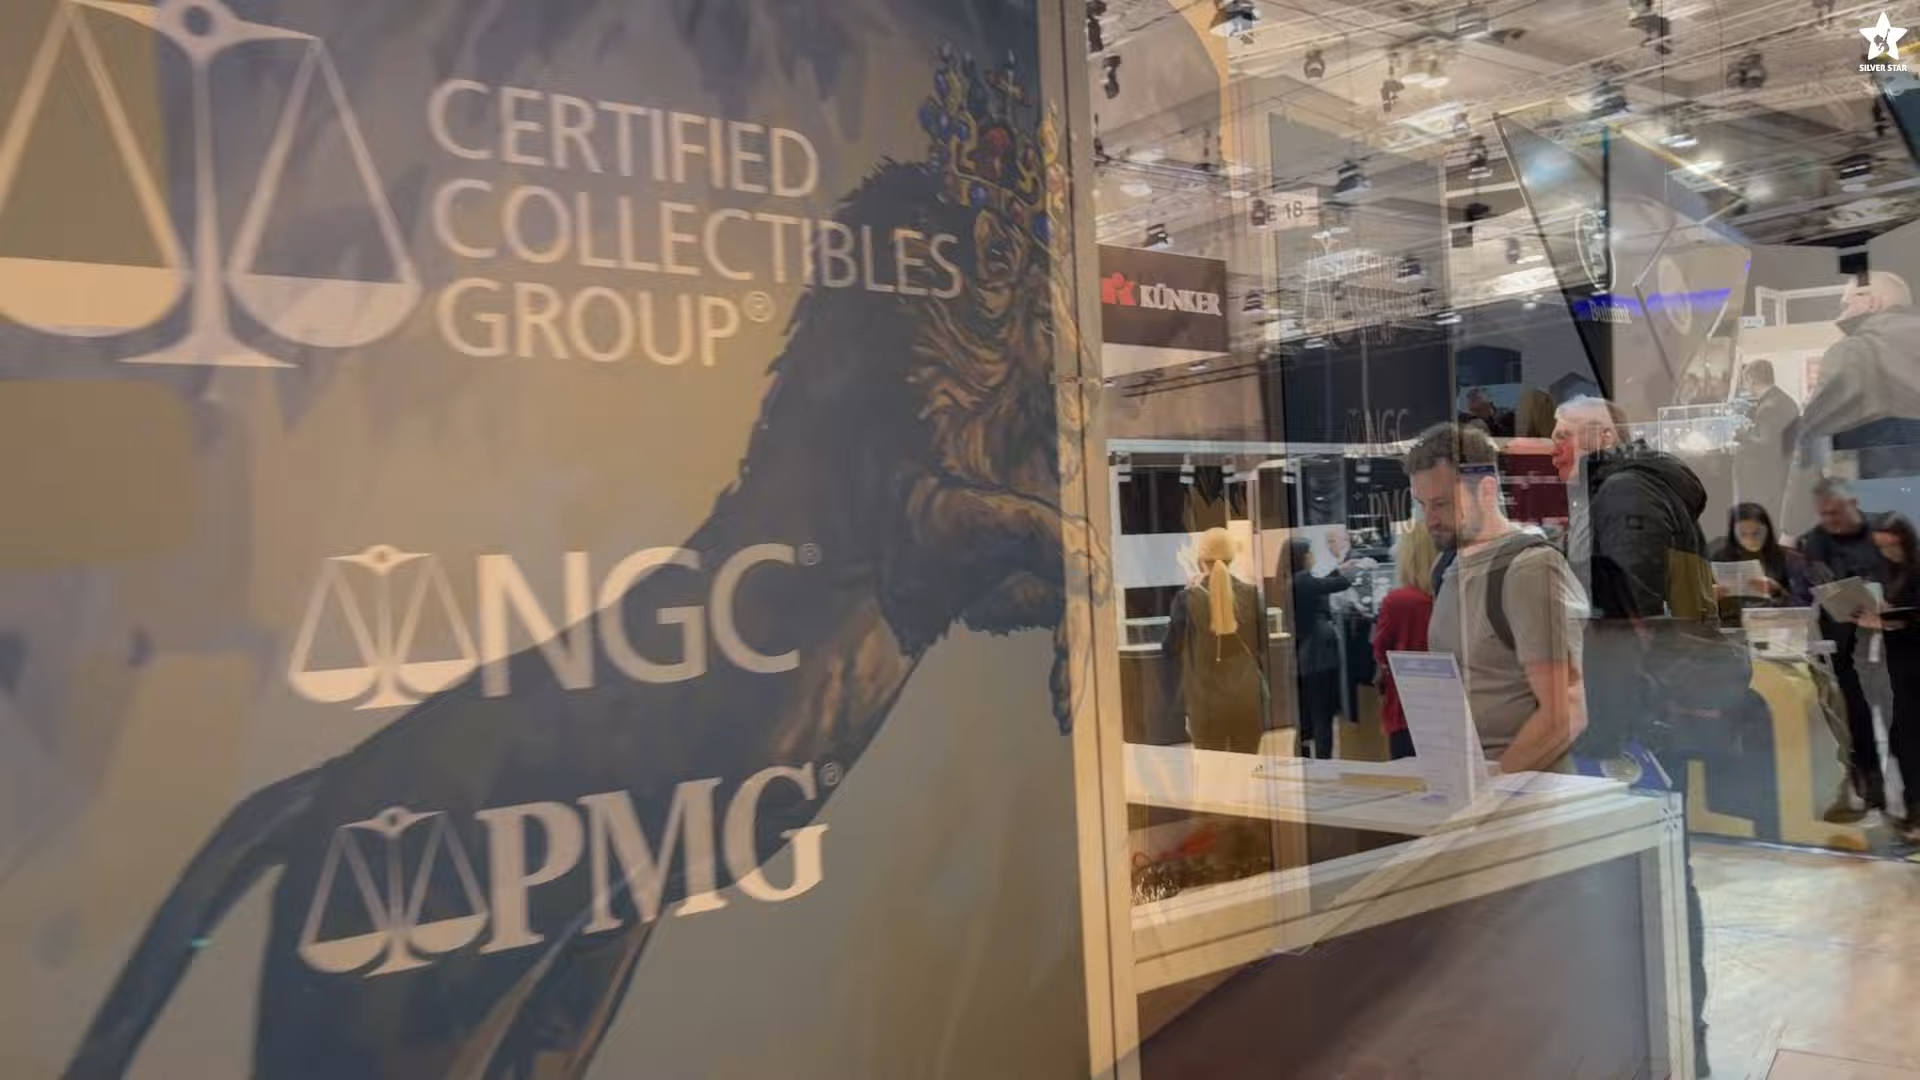 CERTIFIED
COLLECTIBLES
GROUP®
NGC®
PMG®
E 18
KÜNKER
NGC
PMG
SILVER STAR